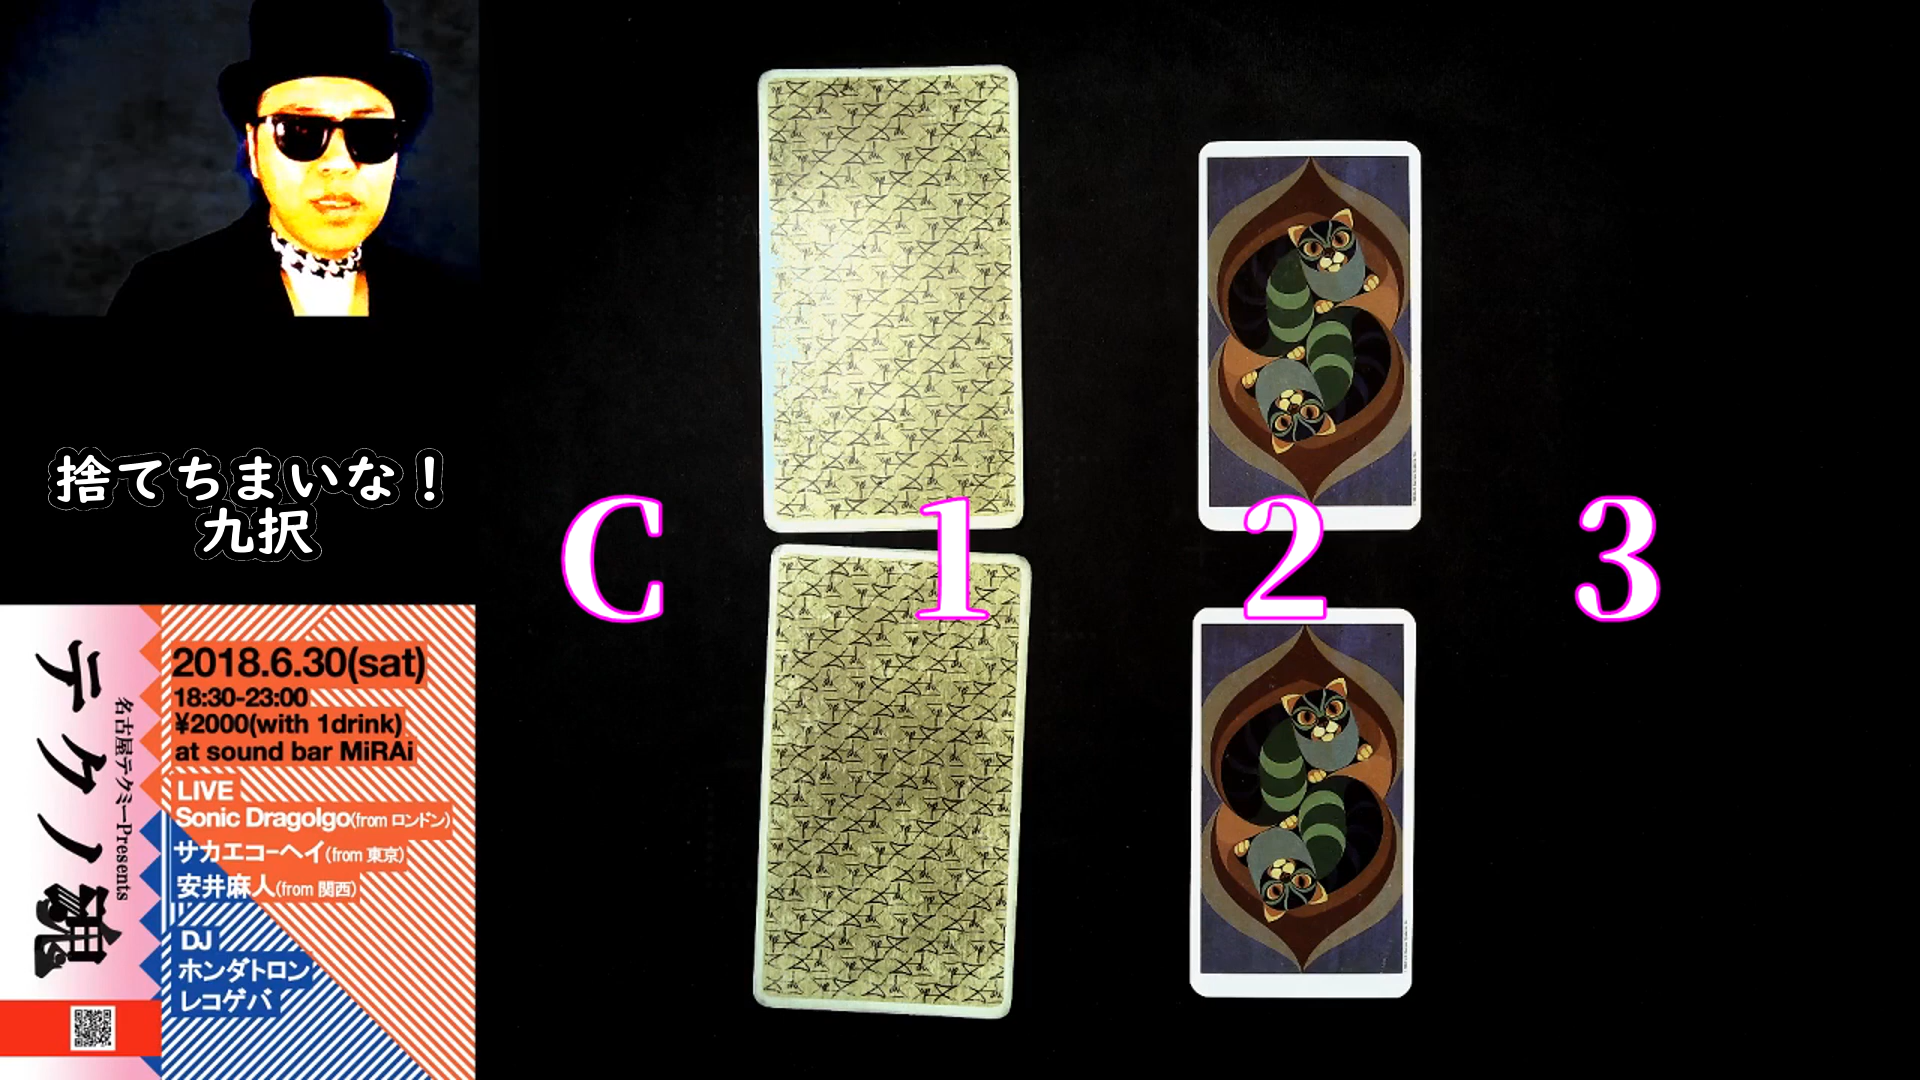 捨てちまいな！
九択
C 1 2 3
テクノ魂
名古屋テクミーPresents
2018.6.30(sat)
18:30-23:00
¥2000(with 1drink)
at sound bar MiRAi
LIVE
Sonic Dragolgo(from ロンドン)
サカエコーヘイ(from 東京)
安井麻人(from 関西)
DJ
ホンダトロン
レコゲバ